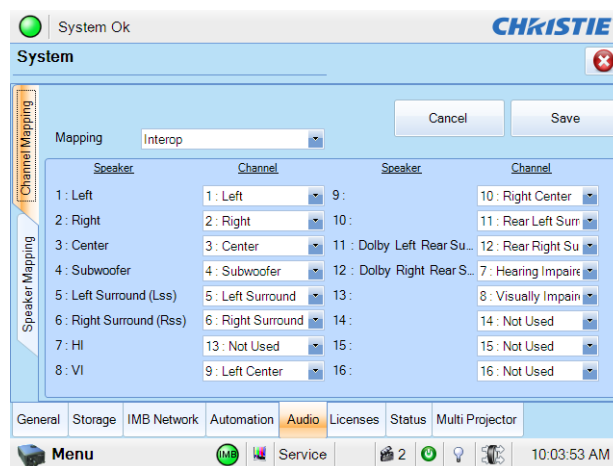 System Ok
CHRISTIE
System
Channel Mapping
Speaker Mapping
Cancel
Save
Mapping
Interop
Speaker Channel Speaker Channel
1 : Left 1 : Left 9 : 10 : Right Center
2 : Right 2 : Right 10 : 11 : Rear Left Surr
3 : Center 3 : Center 11 : Dolby Left Rear Su... 12 : Rear Right Su
4 : Subwoofer 4 : Subwoofer 12 : Dolby Right Rear S... 7 : Hearing Impaire
5 : Left Surround (Lss) 5 : Left Surround 13 : 8 : Visually Impair
6 : Right Surround (Rss) 6 : Right Surround 14 : 14 : Not Used
7 : HI 13 : Not Used 15 : 15 : Not Used
8 : VI 9 : Left Center 16 : 16 : Not Used
General Storage IMB Network Automation Audio Licenses Status Multi Projector
Menu IMB Service 2 10:03:53 AM